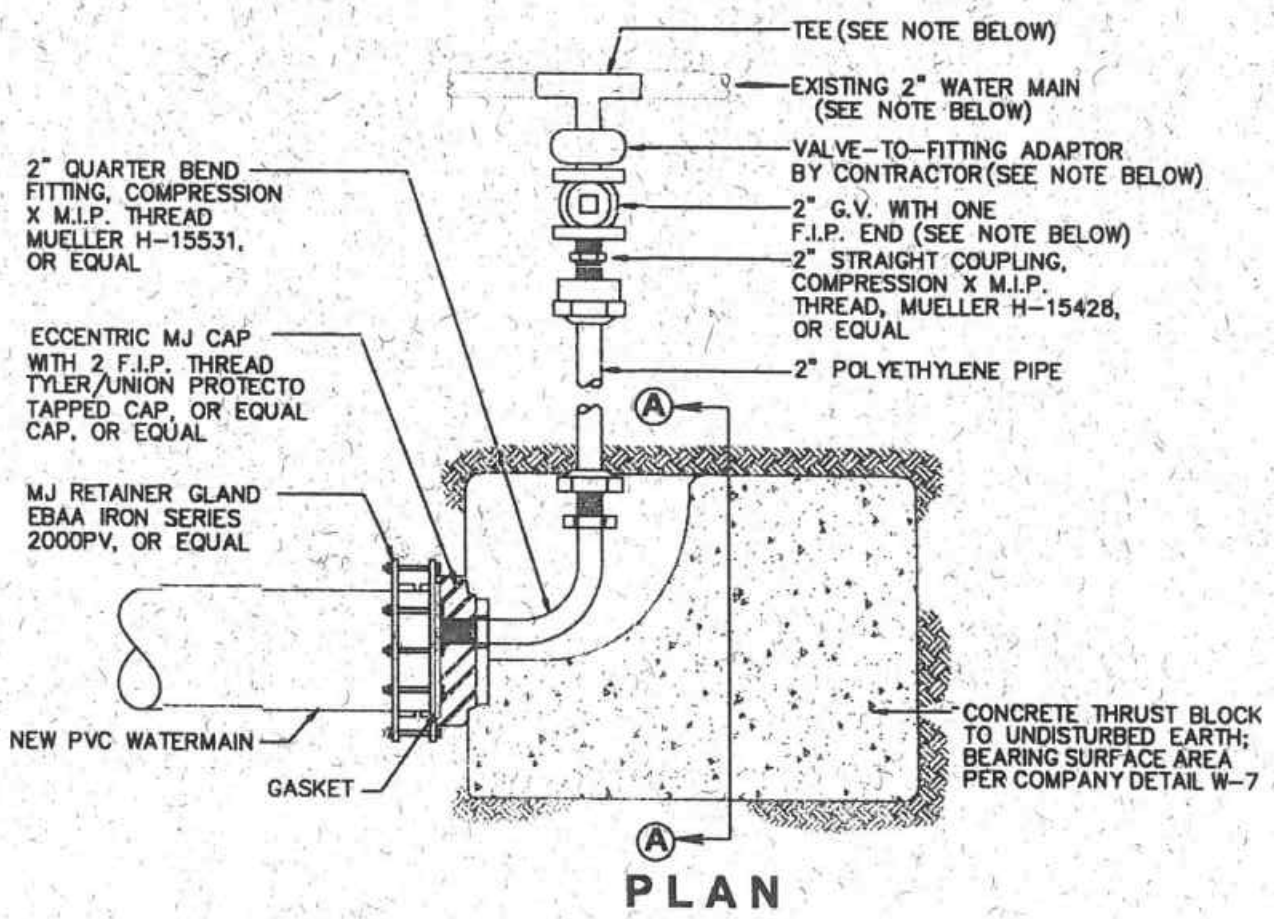 TEE (SEE NOTE BELOW)
EXISTING 2" WATER MAIN
(SEE NOTE BELOW)
VALVE-TO-FITTING ADAPTOR
BY CONTRACTOR (SEE NOTE BELOW)
2" G.V. WITH ONE
F.I.P. END (SEE NOTE BELOW)
2" STRAIGHT COUPLING,
COMPRESSION X M.I.P.
THREAD, MUELLER H-15428,
OR EQUAL
2" POLYETHYLENE PIPE
2" QUARTER BEND
FITTING, COMPRESSION
X M.I.P. THREAD
MUELLER H-15531,
OR EQUAL
ECCENTRIC MJ CAP
WITH 2 F.I.P. THREAD
TYLER/UNION PROTECTO
TAPPED CAP, OR EQUAL
CAP, OR EQUAL
MJ RETAINER GLAND
EBAA IRON SERIES
2000PV, OR EQUAL
NEW PVC WATERMAIN
GASKET
A
CONCRETE THRUST BLOCK
TO UNDISTURBED EARTH;
BEARING SURFACE AREA
PER COMPANY DETAIL W-7
A
PLAN